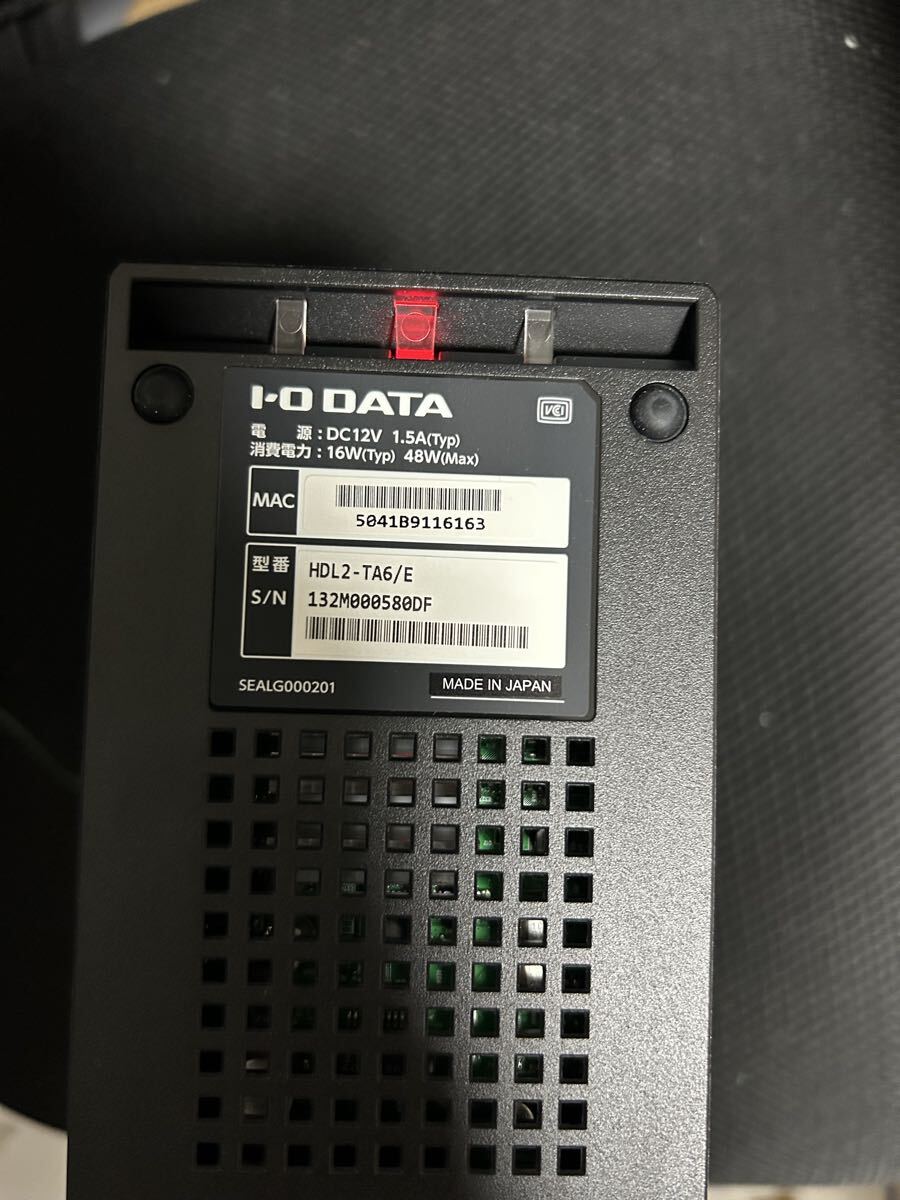 I-O DATA
VCI
電 源：DC12V 1.5A(Typ)
消費電力：16W(Typ) 48W(Max)
MAC
5041B9116163
型番 HDL2-TA6/E
S/N 132M000580DF
SEALG000201 MADE IN JAPAN